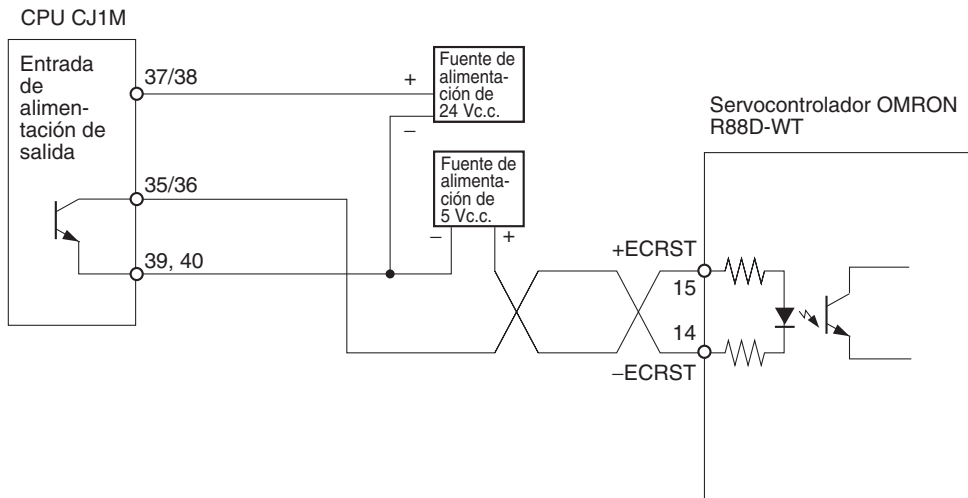 CPU CJ1M
Entrada
de
alimen-
tación de
salida
37/38
+
−
Fuente de
alimenta-
ción de
24 Vc.c.
35/36
Fuente de
alimenta-
ción de
5 Vc.c.
−
+
39, 40
Servocontrolador OMRON
R88D-WT
+ECRST
15
14
−ECRST